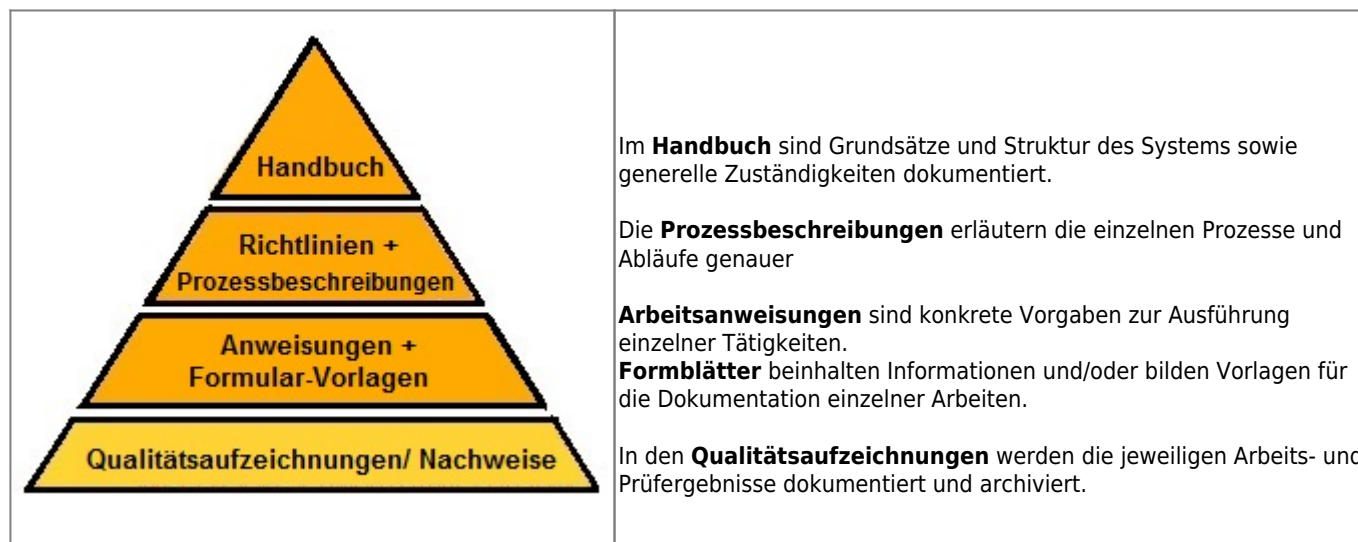 Handbuch
Richtlinien +
Prozessbeschreibungen
Anweisungen +
Formular-Vorlagen
Qualitätsaufzeichnungen/ Nachweise
Im Handbuch sind Grundsätze und Struktur des Systems sowie
generelle Zuständigkeiten dokumentiert.
Die Prozessbeschreibungen erläutern die einzelnen Prozesse und
Abläufe genauer
Arbeitsanweisungen sind konkrete Vorgaben zur Ausführung
einzelner Tätigkeiten.
Formblätter beinhalten Informationen und/oder bilden Vorlagen für
die Dokumentation einzelner Arbeiten.
In den Qualitätsaufzeichnungen werden die jeweiligen Arbeits- und
Prüfergebnisse dokumentiert und archiviert.